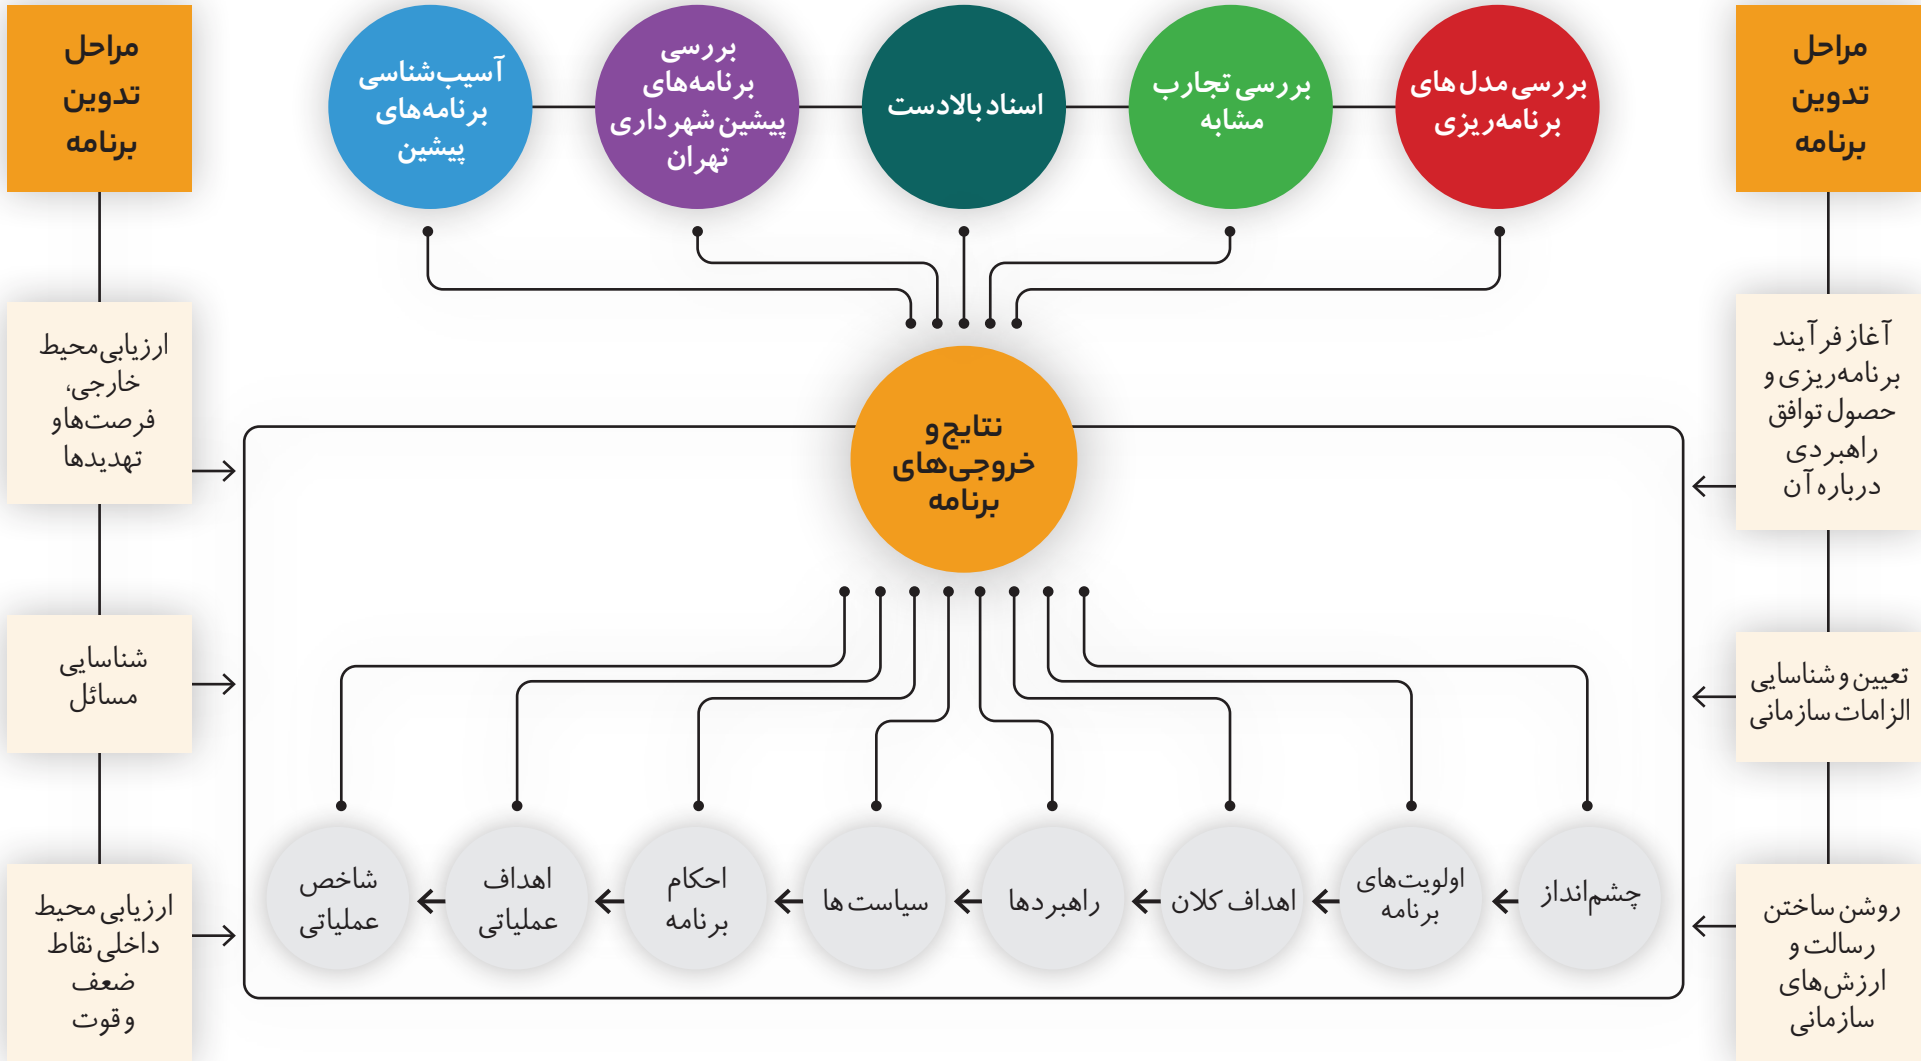 مراحل
تدوین
برنامه
بررسی مدل های
برنامه‌ریزی
بررسی تجارب
مشابه
اسناد بالادست
بررسی
برنامه‌های
پیشین شهرداری
تهران
آسیب‌شناسی
برنامه‌های
پیشین
مراحل
تدوین
برنامه
آغاز فرآیند
برنامه‌ریزی و
حصول توافق
راهبردی
درباره آن
تعیین و شناسایی
الزامات سازمانی
روشن ساختن
رسالت و
ارزش‌های
سازمانی
نتایج و
خروجی‌های
برنامه
چشم‌انداز
اولویت‌های
برنامه
اهداف کلان
راهبردها
سیاست ها
احکام
برنامه
اهداف
عملیاتی
شاخص
عملیاتی
ارزیابی محیط
خارجی،
فرصت‌ها و
تهدیدها
شناسایی
مسائل
ارزیابی محیط
داخلی نقاط
ضعف
و قوت